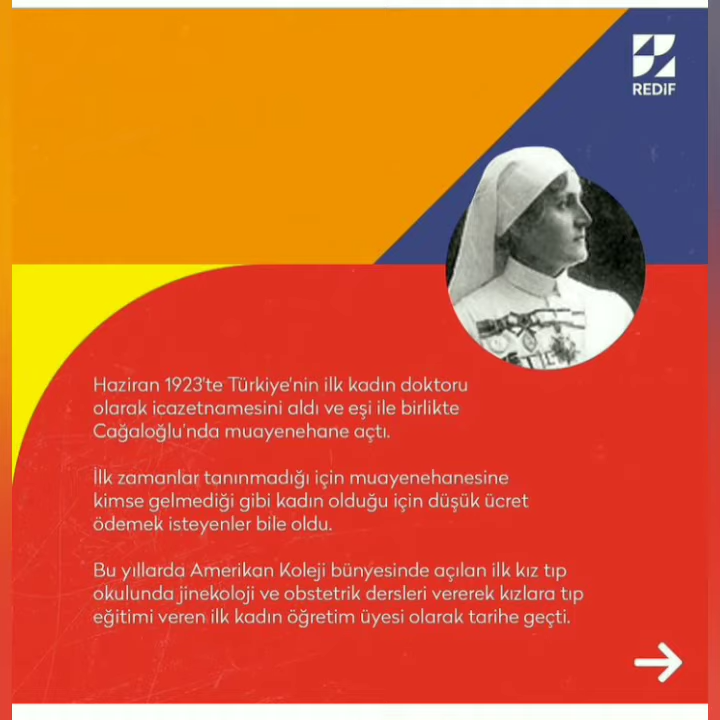 REDİF
Haziran 1923'te Türkiye'nin ilk kadın doktoru
olarak icazetnamesini aldı ve eşi ile birlikte
Cağaloğlu'nda muayenehane açtı.
İlk zamanlar tanınmadığı için muayenehanesine
kimse gelmediği gibi kadın olduğu için düşük ücret
ödemek isteyenler bile oldu.
Bu yıllarda Amerikan Koleji bünyesinde açılan ilk kız tıp
okulunda jinekoloji ve obstetrik dersleri vererek kızlara tıp
eğitimi veren ilk kadın öğretim üyesi olarak tarihe geçti.